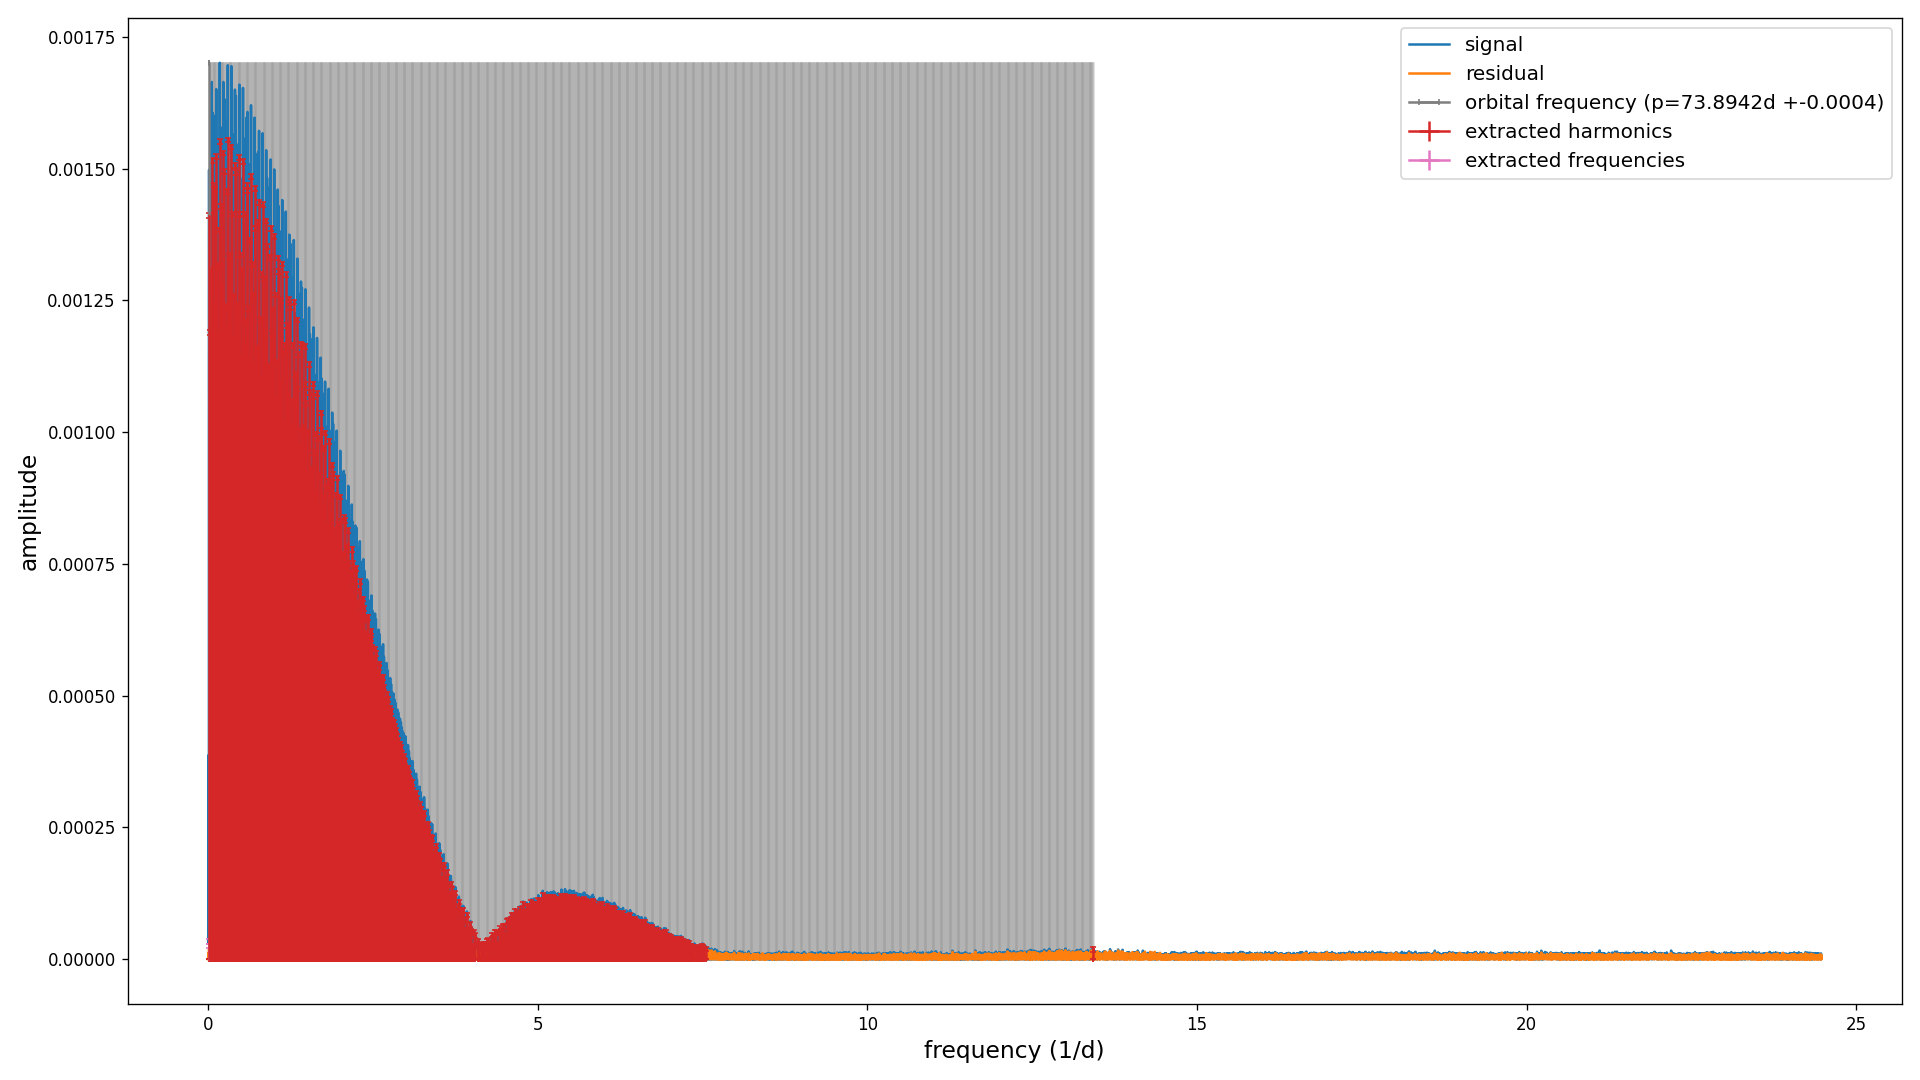 0.00175
0.00150
0.00125
0.00100
0.00075
0.00050
0.00025
0.00000
amplitude
signal
residual
orbital frequency (p=73.8942d +-0.0004)
extracted harmonics
extracted frequencies
0 5 10 15 20 25
frequency (1/d)